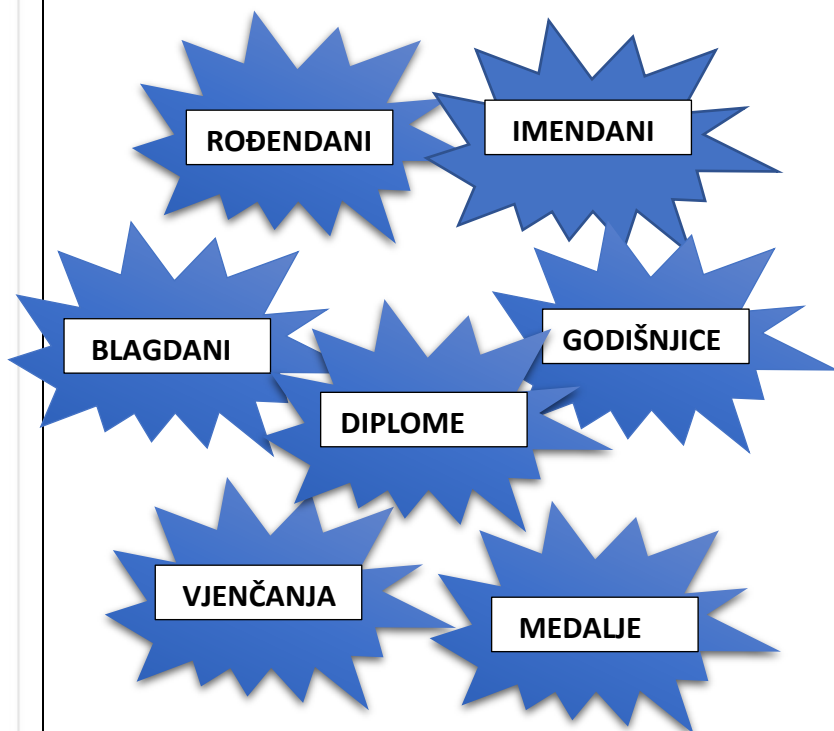 ROĐENDANI
IMENDANI
BLAGDANI
GODIŠNJICE
DIPLOME
VJENČANJA
MEDALJE